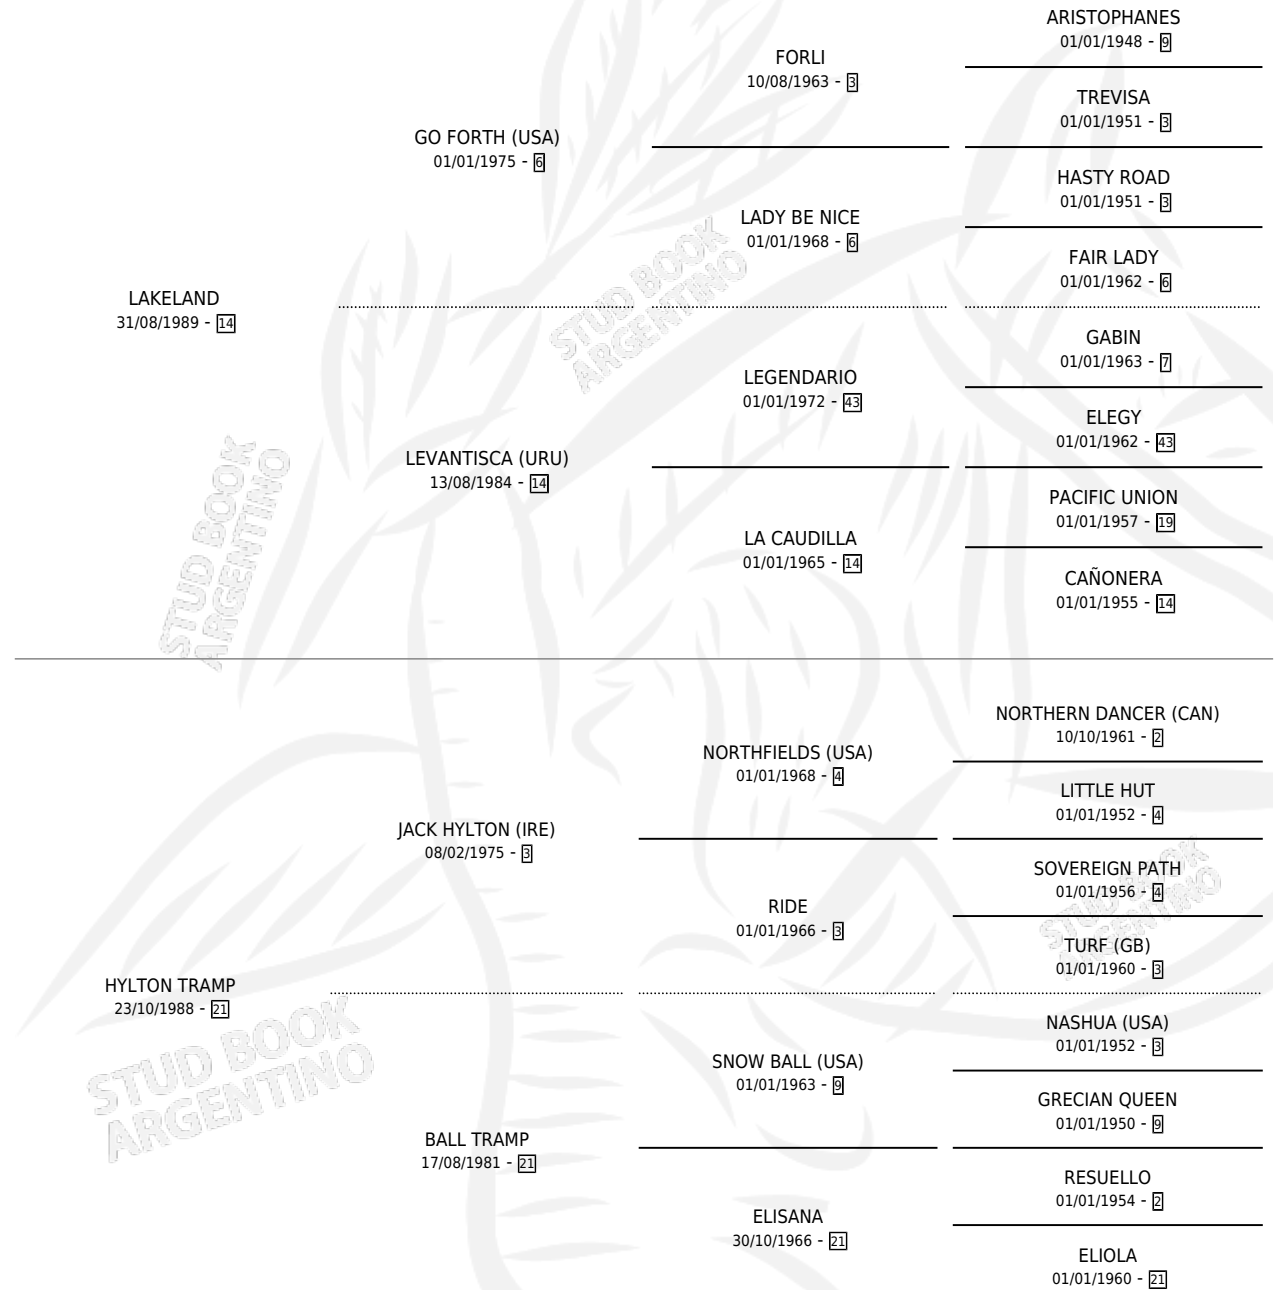 ARISTOPHANES
01/01/1948 - 9
FORLI
10/08/1963 - 3
TREVISA
01/01/1951 - 3
GO FORTH (USA)
01/01/1975 - 6
HASTY ROAD
01/01/1951 - 3
LADY BE NICE
01/01/1968 - 6
FAIR LADY
01/01/1962 - 6
LAKELAND
31/08/1989 - 14
STUD BOOK
ARGENTINO
GABIN
01/01/1963 - 7
LEGENDARIO
01/01/1972 - 43
ELEGY
01/01/1962 - 43
LEVANTISCA (URU)
13/08/1984 - 14
PACIFIC UNION
01/01/1957 - 19
LA CAUDILLA
01/01/1965 - 14
CAÑONERA
01/01/1955 - 14
STUD BOOK
ARGENTINO
NORTHERN DANCER (CAN)
10/10/1961 - 2
NORTHFIELDS (USA)
01/01/1968 - 4
LITTLE HUT
01/01/1952 - 4
JACK HYLTON (IRE)
08/02/1975 - 3
SOVEREIGN PATH
01/01/1956 - 4
RIDE
01/01/1966 - 3
STUD BOOK
ARGENTINO
TURF (GB)
01/01/1960 - 3
HYLTON TRAMP
23/10/1988 - 21
STUD BOOK
ARGENTINO
NASHUA (USA)
01/01/1952 - 3
SNOW BALL (USA)
01/01/1963 - 9
GRECIAN QUEEN
01/01/1950 - 9
BALL TRAMP
17/08/1981 - 21
RESUELLO
01/01/1954 - 2
ELISANA
30/10/1966 - 21
ELIOLA
01/01/1960 - 21